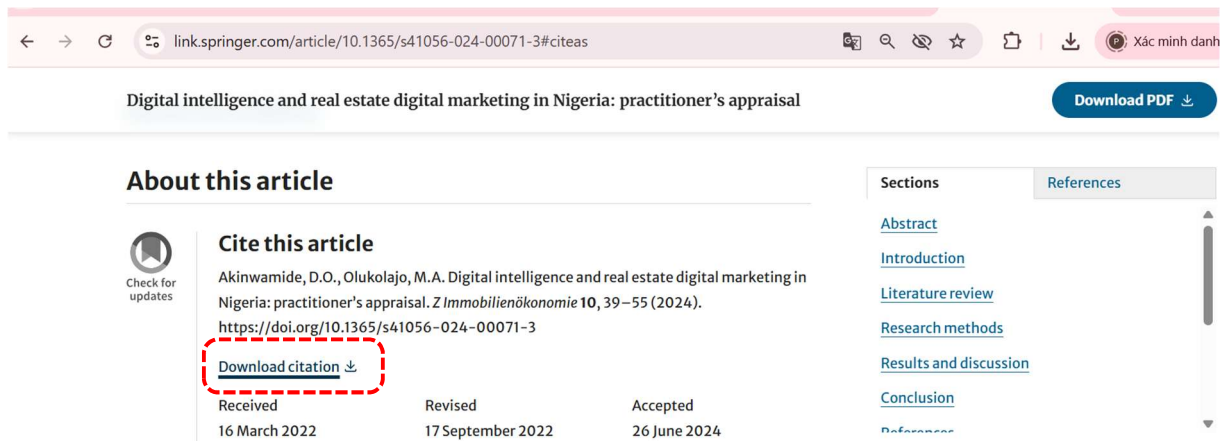 link.springer.com/article/10.1365/s41056-024-00071-3#citeas
P
Xác minh danh
Digital intelligence and real estate digital marketing in Nigeria: practitioner's appraisal
Download PDF
About this article
Sections
References
Check for
updates
Cite this article
Akinwamide, D.O., Olukolajo, M.A. Digital intelligence and real estate digital marketing in
Nigeria: practitioner's appraisal. Z Immobilienökonomie 10, 39–55 (2024).
https://doi.org/10.1365/s41056-024-00071-3
Download citation
Received
Revised
Accepted
16 March 2022
17 September 2022
26 June 2024
Abstract
Introduction
Literature review
Research methods
Results and discussion
Conclusion
References